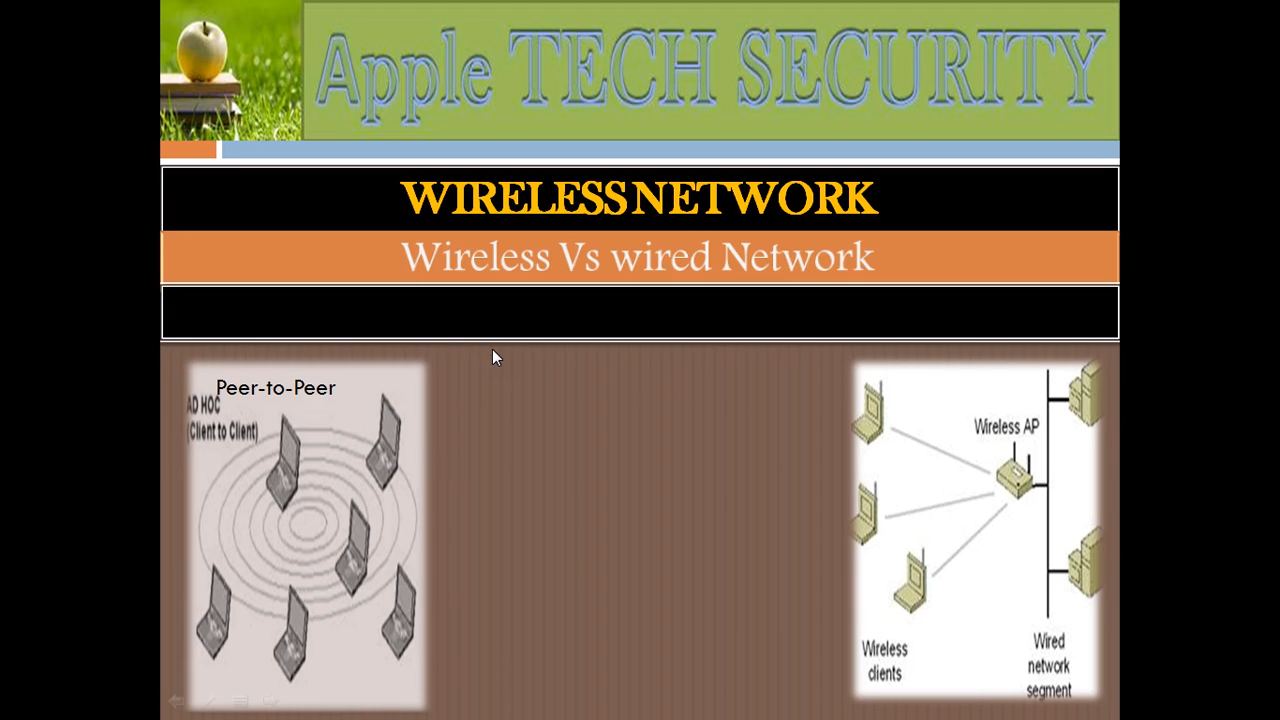 Apple TECH SECURITY
WIRELESS NETWORK
Wireless Vs wired Network
Peer-to-Peer
AD HOC
(Client to Client)
Wireless AP
Wireless
clients
Wired
network
segment